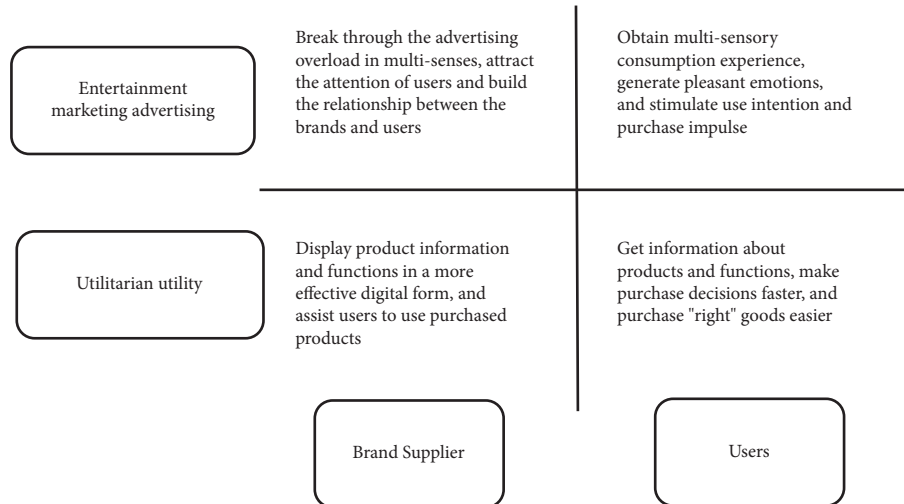 Entertainment
marketing advertising
Break through the advertising
overload in multi-senses, attract
the attention of users and build
the relationship between the
brands and users
Obtain multi-sensory
consumption experience,
generate pleasant emotions,
and stimulate use intention and
purchase impulse
Utilitarian utility
Display product information
and functions in a more
effective digital form, and
assist users to use purchased
products
Get information about
products and functions, make
purchase decisions faster, and
purchase "right" goods easier
Brand Supplier
Users